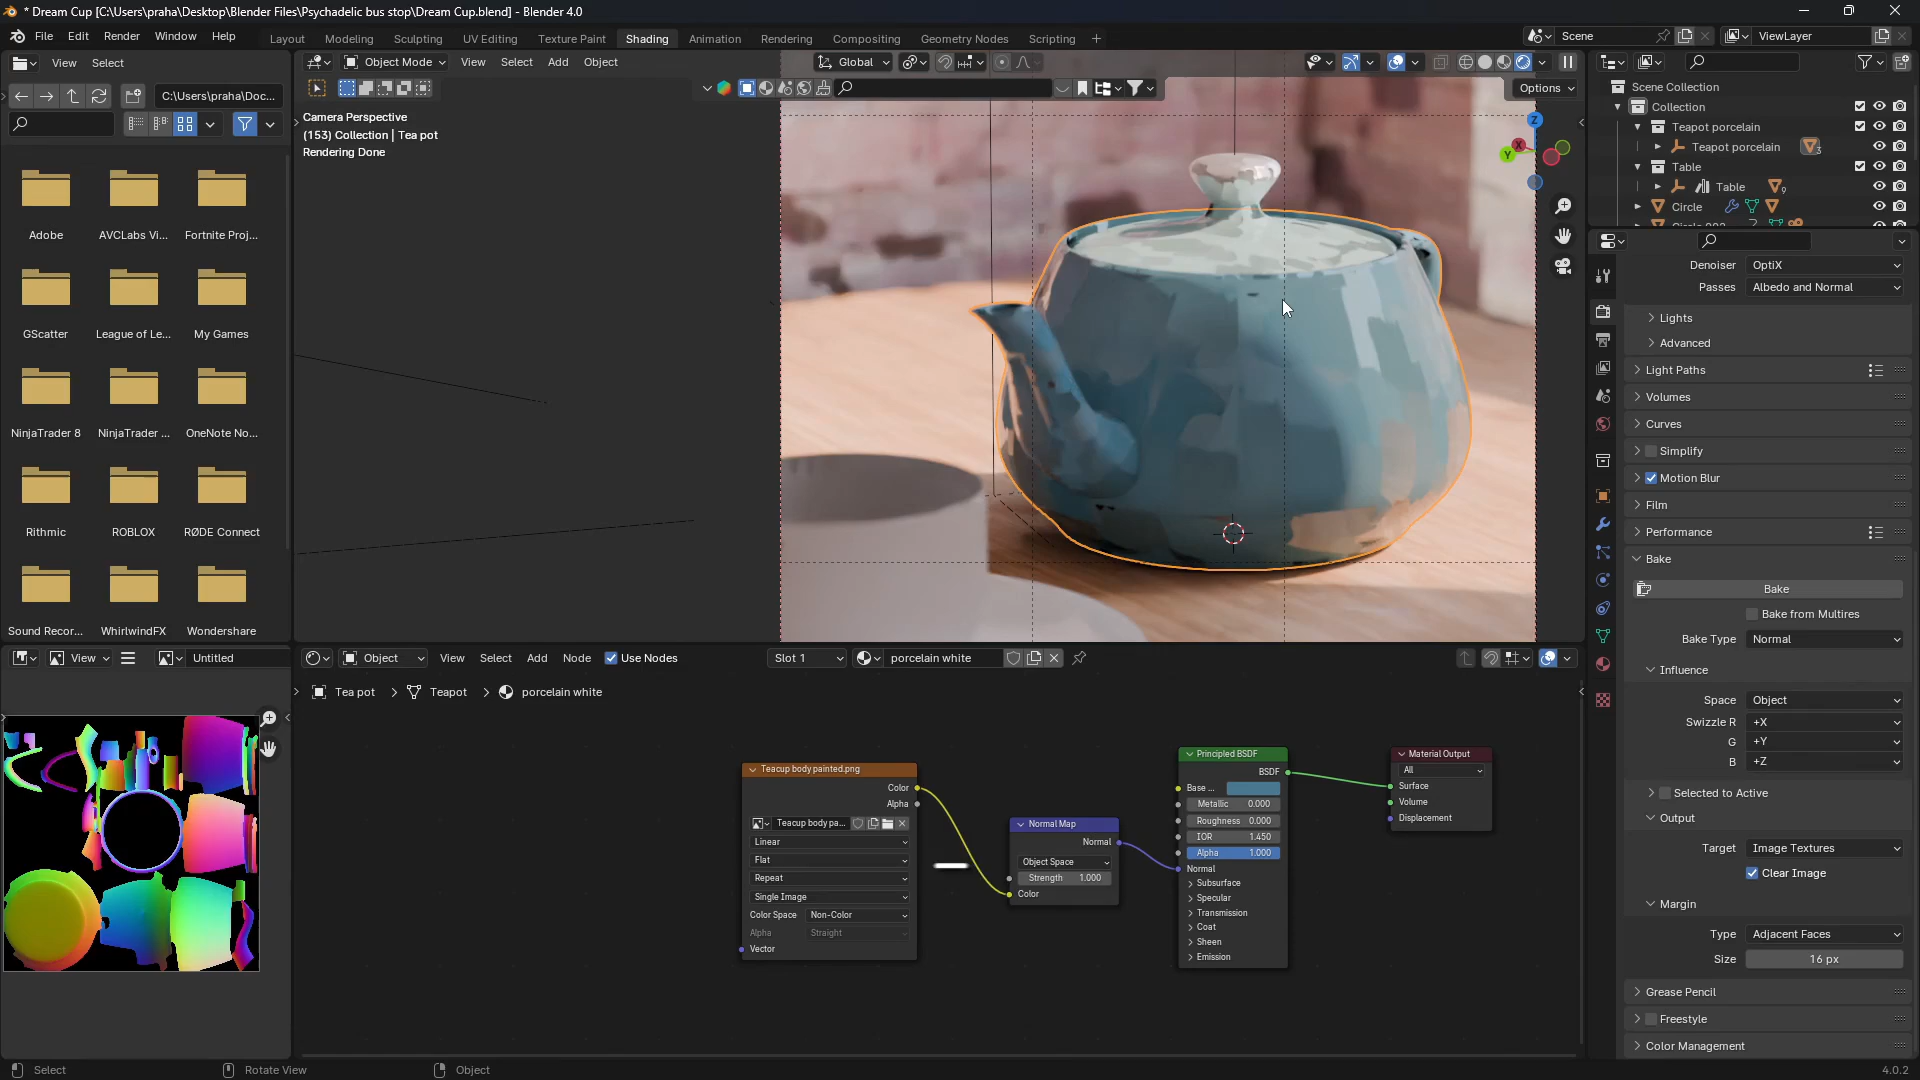 * Dream Cup [C:\Users\praha\Desktop\Blender Files\Psychadelic bus stop\Dream Cup.blend] - Blender 4.0
File Edit Render Window Help
Layout Modeling Sculpting UV Editing Texture Paint Shading Animation Rendering Compositing Geometry Nodes Scripting +
Scene
ViewLayer
View Select
Object Mode View Select Add Object
Global
C:\Users\praha\Doc...
Options
Camera Perspective
(153) Collection | Tea pot
Rendering Done
Z
X
Y
Adobe
AVCLabs Vi...
Fortnite Proj...
GScatter
League of Le...
My Games
NinjaTrader 8
NinjaTrader ...
OneNote No...
Rithmic
ROBLOX
RØDE Connect
Sound Recor...
WhirlwindFX
Wondershare
Scene Collection
Collection
Teapot porcelain
Teapot porcelain
3
Table
Table
9
Circle
Denoiser OptiX
Passes Albedo and Normal
Lights
Advanced
Light Paths
Volumes
Curves
Simplify
Motion Blur
Film
Performance
Bake
Bake
Bake from Multires
Bake Type Normal
Influence
Space Object
Swizzle R +X
G +Y
B +Z
Selected to Active
Output
Target Image Textures
Clear Image
Margin
Type Adjacent Faces
Size 16 px
Grease Pencil
Freestyle
Color Management
View
Untitled
Object View Select Add Node Use Nodes
Slot 1
porcelain white
Tea pot > Teapot > porcelain white
Teacup body painted.png
Color
Alpha
Teacup body pa...
Linear
Flat
Repeat
Single Image
Color Space Non-Color
Alpha Straight
Vector
Normal Map
Normal
Object Space
Strength 1.000
Color
Principled BSDF
BSDF
Base ...
Metallic 0.000
Roughness 0.000
IOR 1.450
Alpha 1.000
Normal
Subsurface
Specular
Transmission
Coat
Sheen
Emission
Material Output
All
Surface
Volume
Displacement
Select
Rotate View
Object
4.0.2